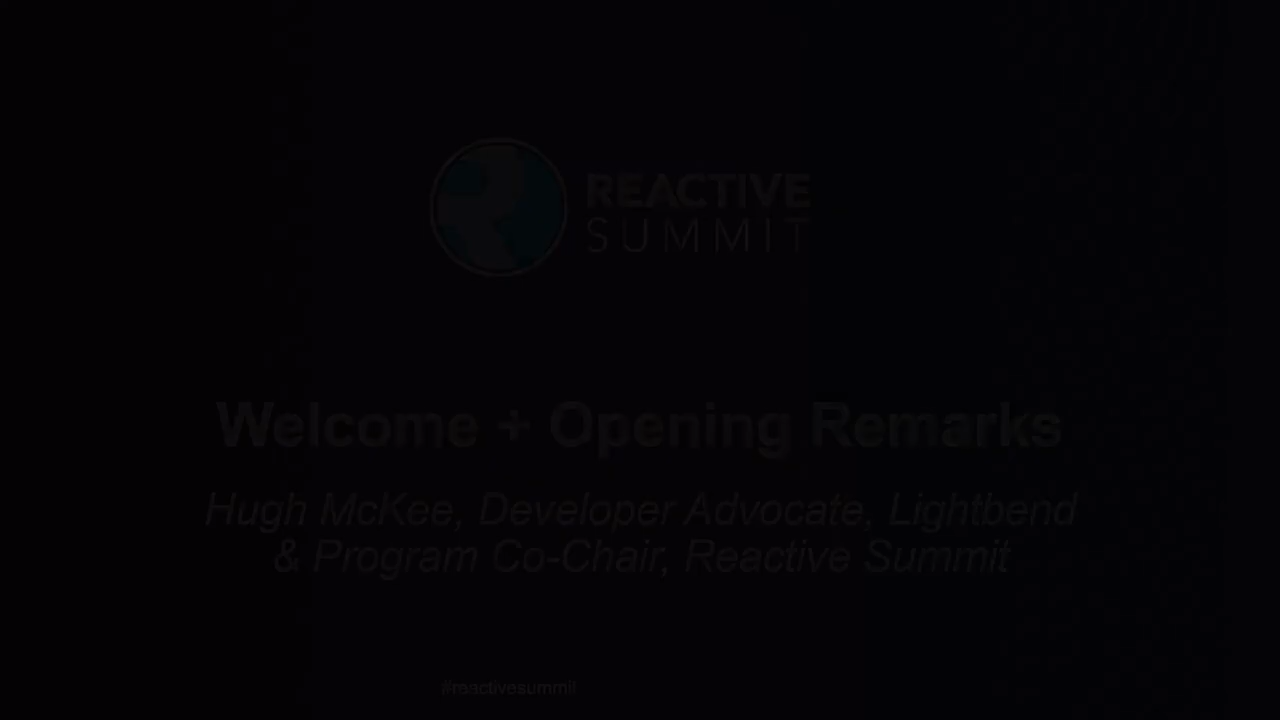 REACTIVE
SUMMIT
Welcome + Opening Remarks
Hugh McKee, Developer Advocate, Lightbend
& Program Co-Chair, Reactive Summit
#reactivesummit